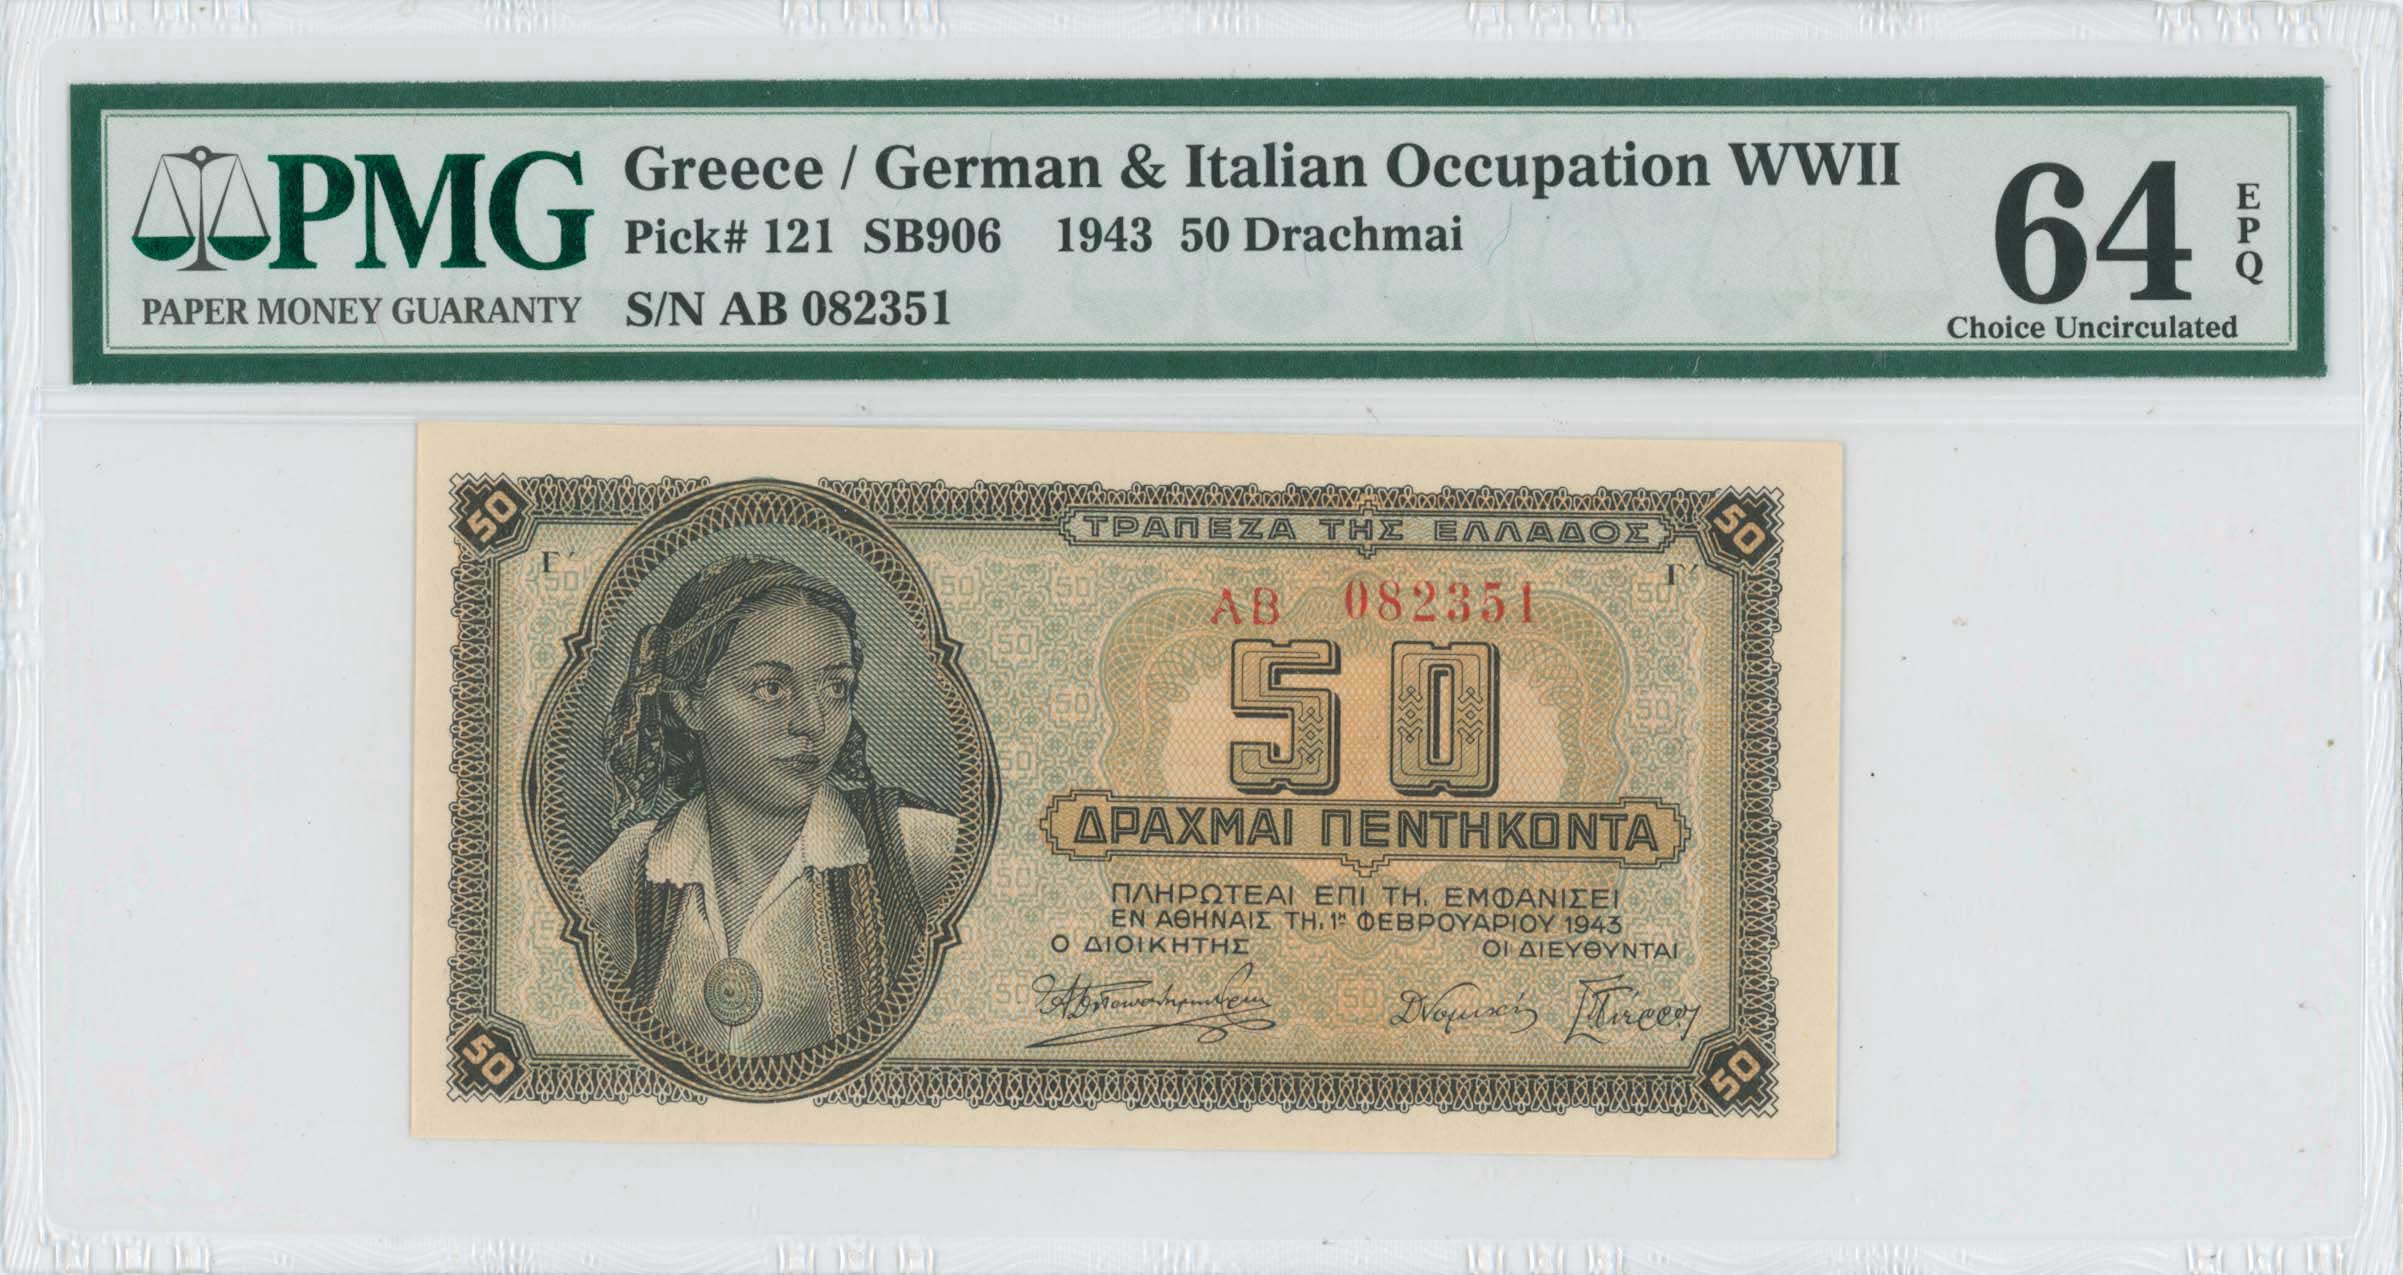 PMG
PAPER MONEY GUARANTY
Greece / German & Italian Occupation WWII
Pick# 121 SB906 1943 50 Drachmai
S/N AB 082351
64
EPQ
Choice Uncirculated
50
50
ΤΡΑΠΕΖΑ ΤΗΣ ΕΛΛΑΔΟΣ
Γ΄
Γ΄
ΑΒ 082351
50
ΔΡΑΧΜΑΙ ΠΕΝΤΗΚΟΝΤΑ
ΠΛΗΡΩΤΕΑΙ ΕΠΙ ΤΗ, ΕΜΦΑΝΙΣΕΙ
ΕΝ ΑΘΗΝΑΙΣ ΤΗ, 1ῃ ΦΕΒΡΟΥΑΡΙΟΥ 1943
Ο ΔΙΟΙΚΗΤΗΣ
ΟΙ ΔΙΕΥΘΥΝΤΑΙ
50
50